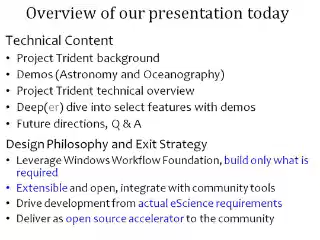 Overview of our presentation today
Technical Content
• Project Trident background
• Demos (Astronomy and Oceanography)
• Project Trident technical overview
• Deep(er) dive into select features with demos
• Future directions, Q & A
Design Philosophy and Exit Strategy
• Leverage Windows Workflow Foundation, build only what is
required
• Extensible and open, integrate with community tools
• Drive development from actual eScience requirements
• Deliver as open source accelerator to the community